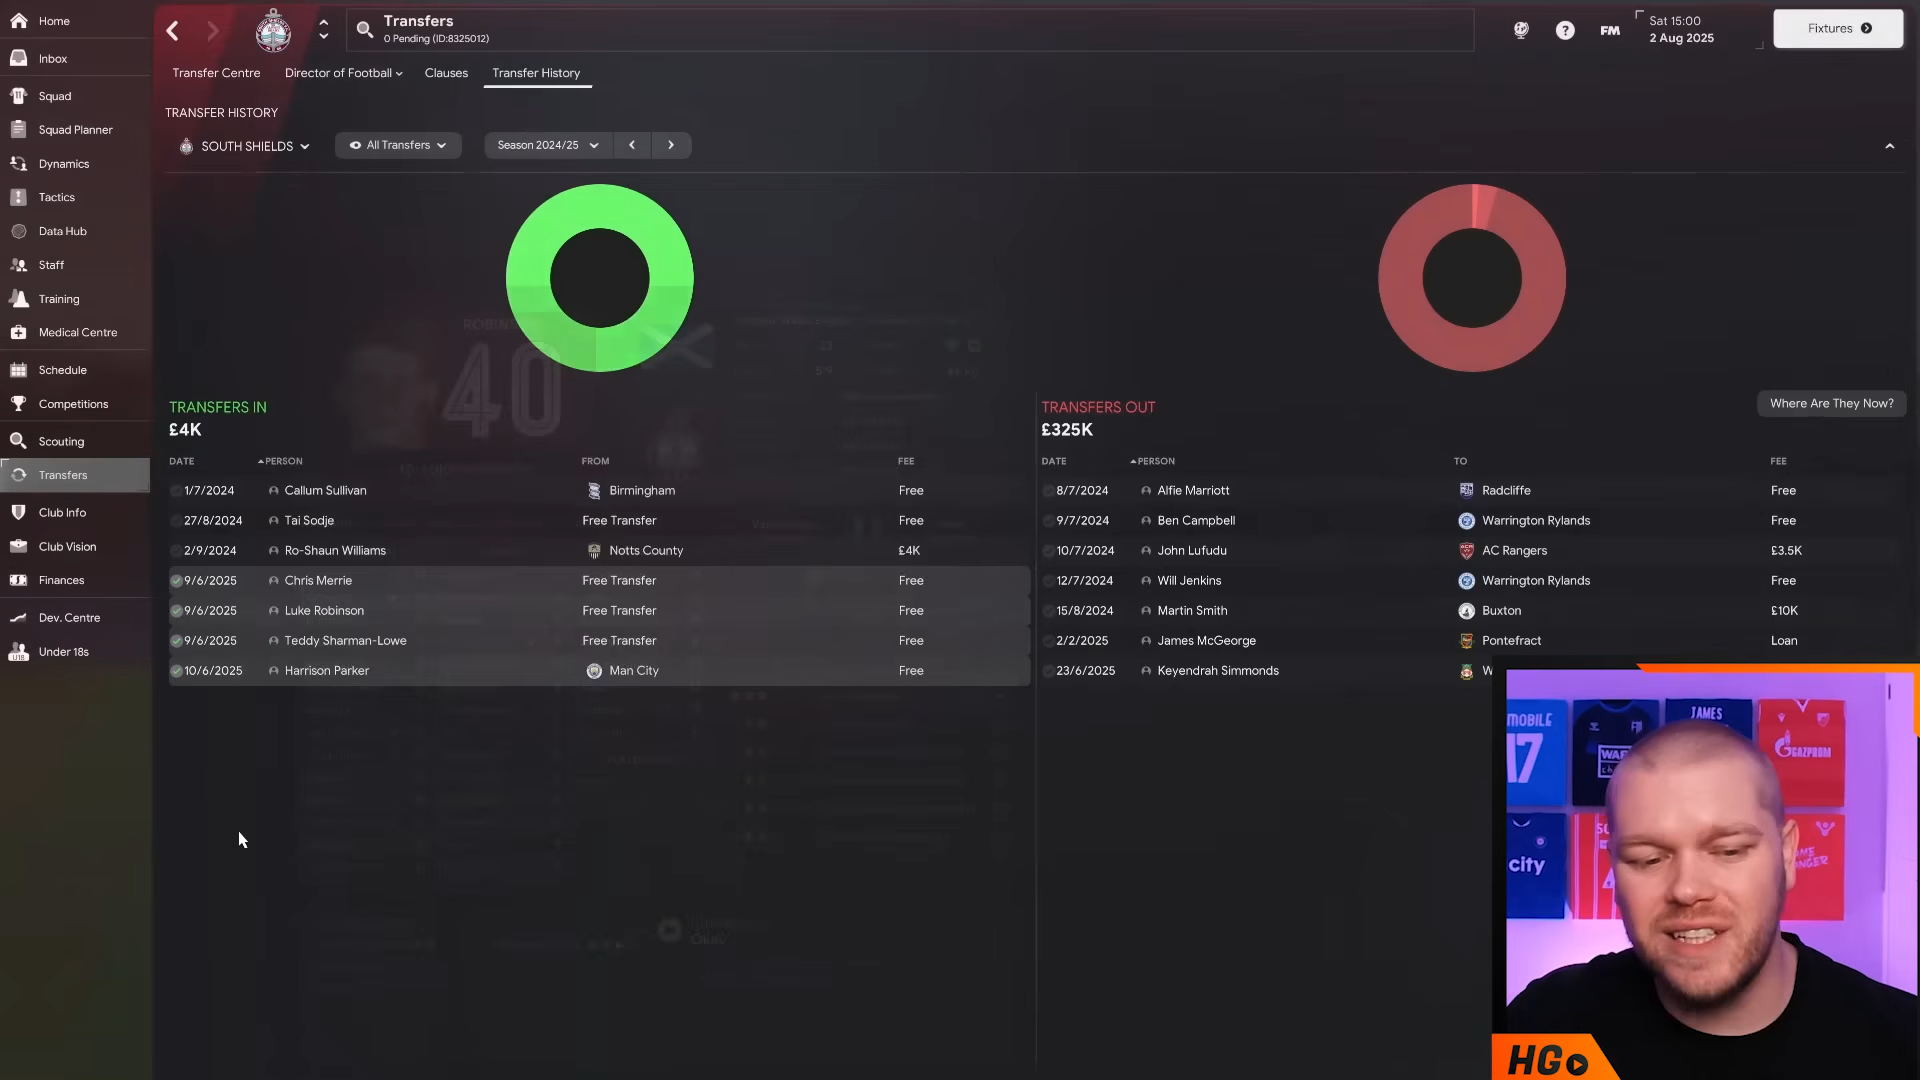 Home
Inbox
Squad
Squad Planner
Dynamics
Tactics
Data Hub
Staff
Training
Medical Centre
Schedule
Competitions
Scouting
Transfers
Club Info
Club Vision
Finances
Dev. Centre
Under 18s
Transfers
0 Pending (ID:8325012)
FM
Sat 15:00
2 Aug 2025
Fixtures
Transfer Centre Director of Football Clauses Transfer History
TRANSFER HISTORY
SOUTH SHIELDS All Transfers Season 2024/25
40
TRANSFERS IN
£4K
DATE PERSON FROM FEE
1/7/2024 Callum Sullivan Birmingham Free
27/8/2024 Tai Sodje Free Transfer Free
2/9/2024 Ro-Shaun Williams Notts County £4K
9/6/2025 Chris Merrie Free Transfer Free
9/6/2025 Luke Robinson Free Transfer Free
9/6/2025 Teddy Sharman-Lowe Free Transfer Free
10/6/2025 Harrison Parker Man City Free
TRANSFERS OUT
£325K
Where Are They Now?
DATE PERSON TO FEE
8/7/2024 Alfie Marriott Radcliffe Free
9/7/2024 Ben Campbell Warrington Rylands Free
10/7/2024 John Lufudu AC Rangers £3.5K
12/7/2024 Will Jenkins Warrington Rylands Free
15/8/2024 Martin Smith Buxton £10K
2/2/2025 James McGeorge Pontefract Loan
23/6/2025 Keyendrah Simmonds W
MOBILE
17
JAMES
GAZPROM
city
HGo